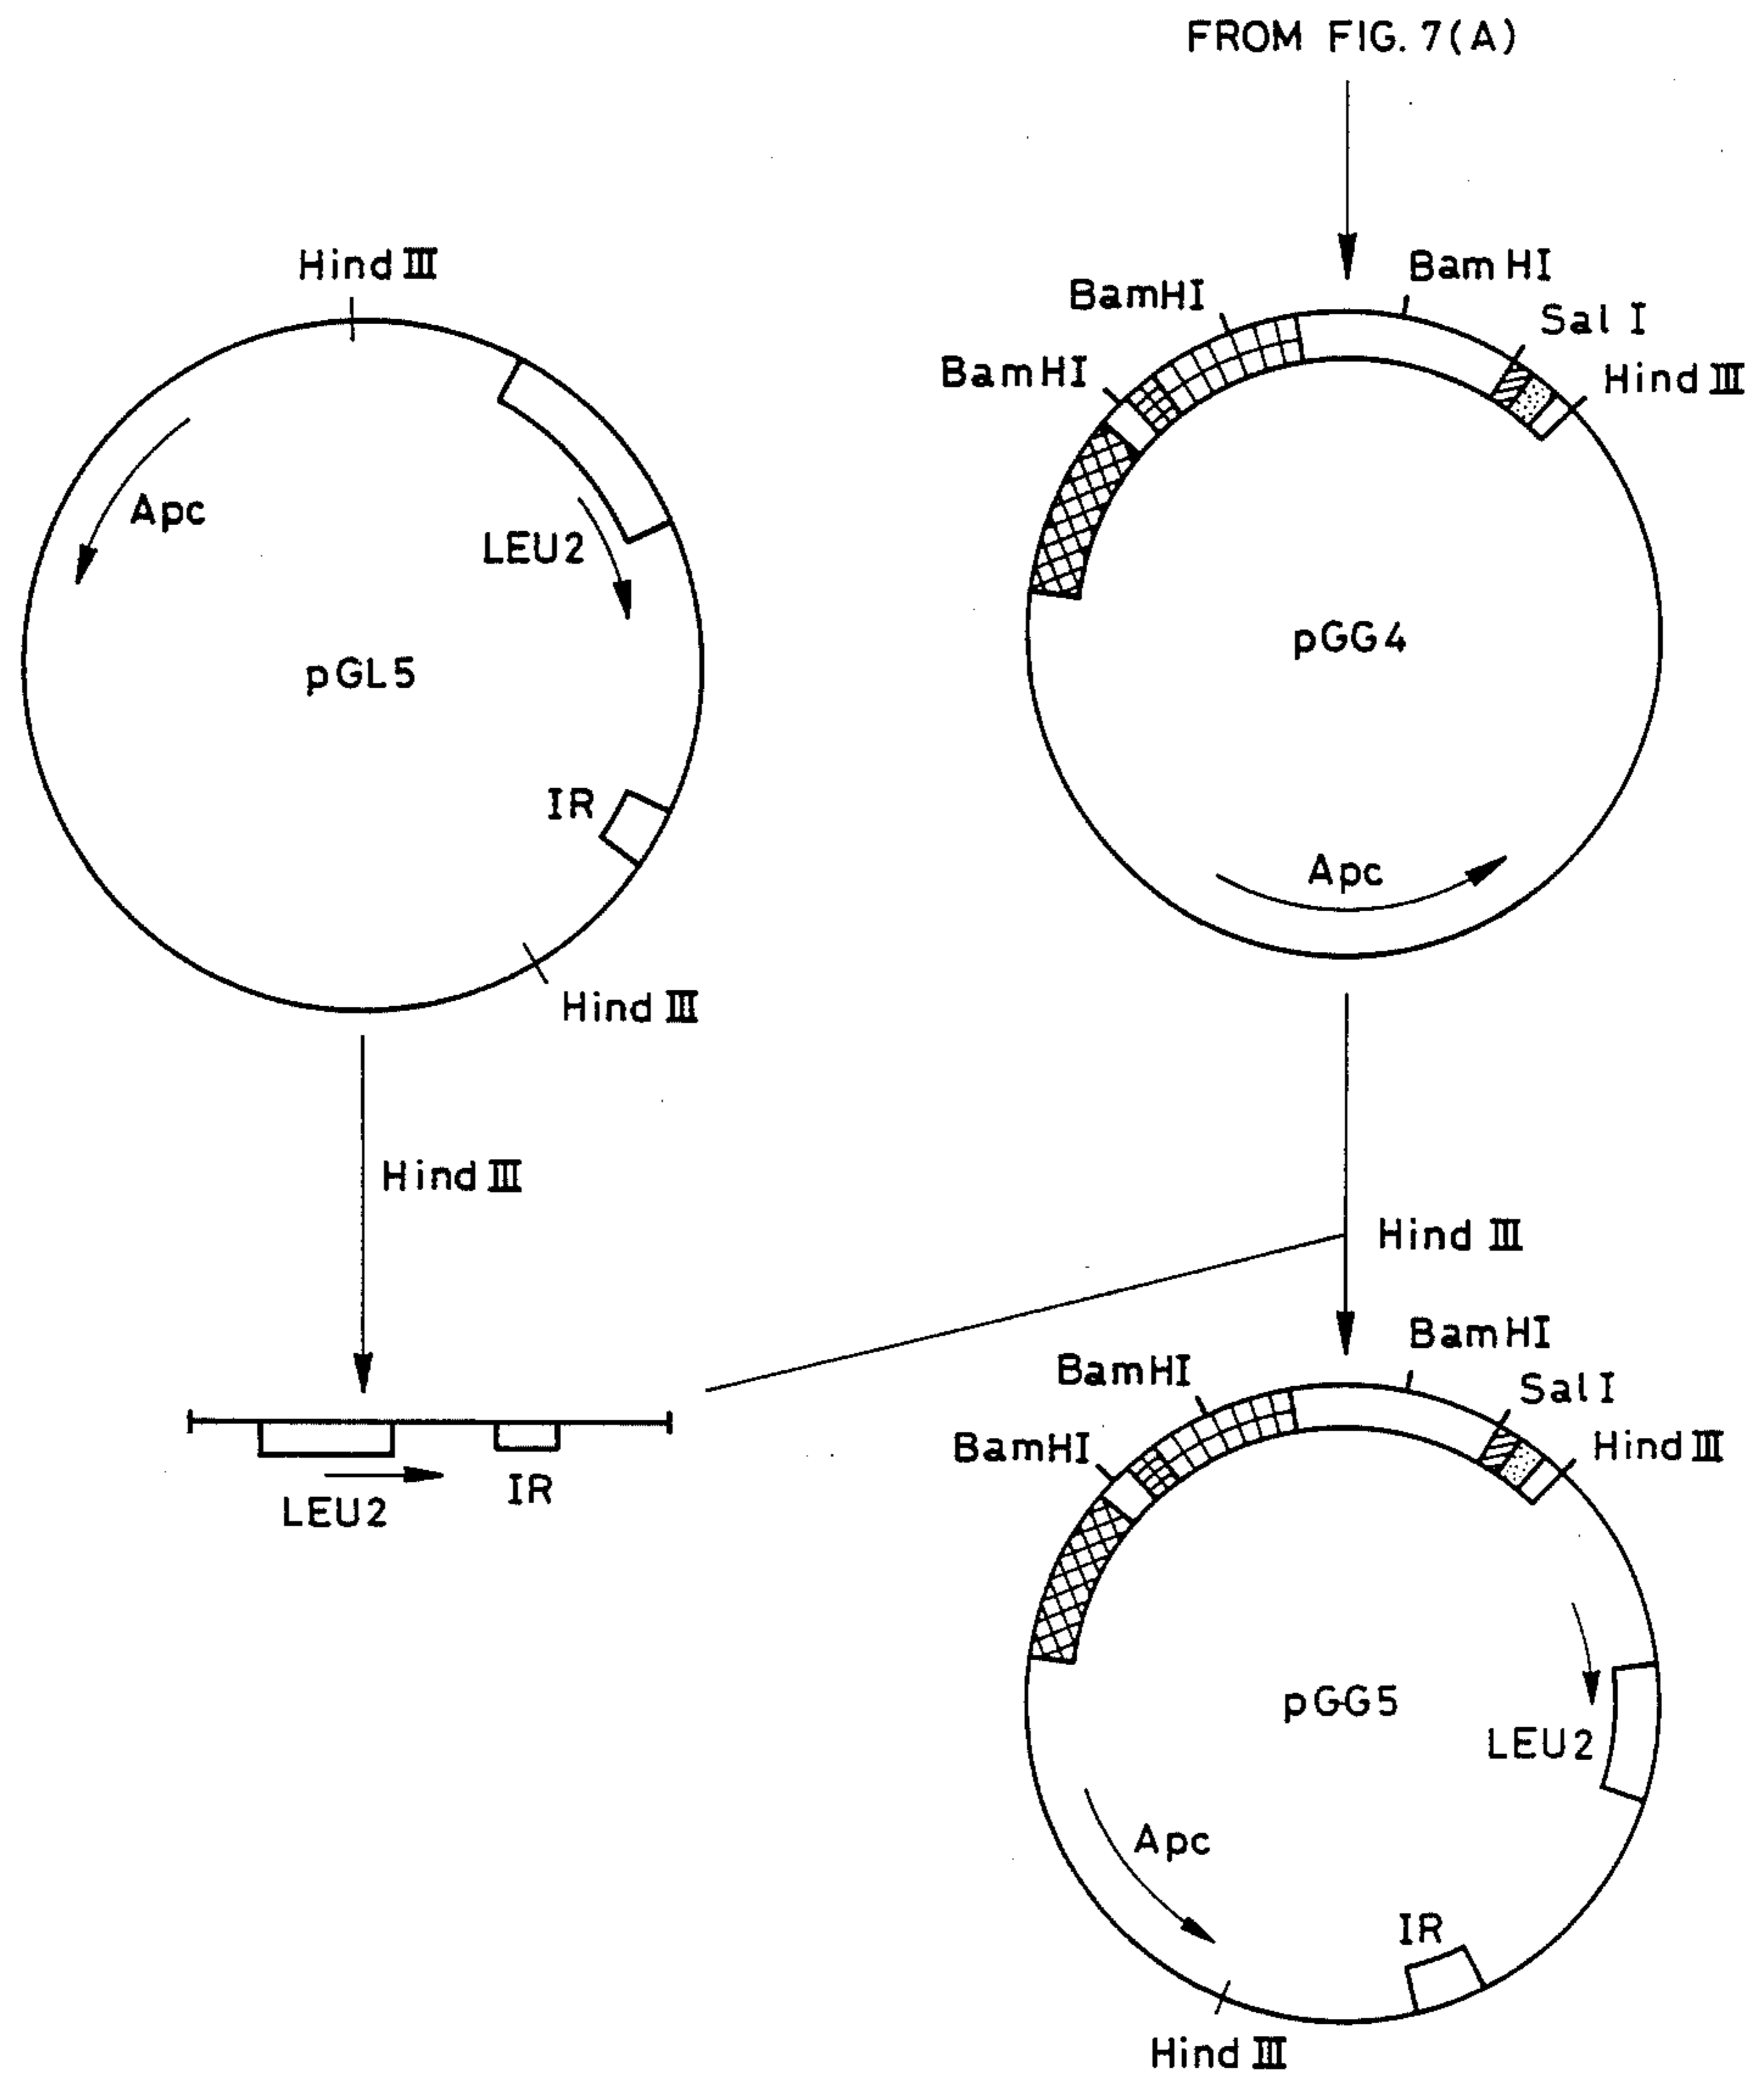 FROM FIG. 7(A)
Hind III
Apc
LEU2
pGL5
IR
Hind III
Hind III
LEU2
IR
BamHI
BamHI
Bam HI
Sal I
Hind III
pGG4
Apc
Hind III
BamHI
BamHI
BamHI
Sal I
Hind III
pGG5
LEU2
Apc
IR
Hind III